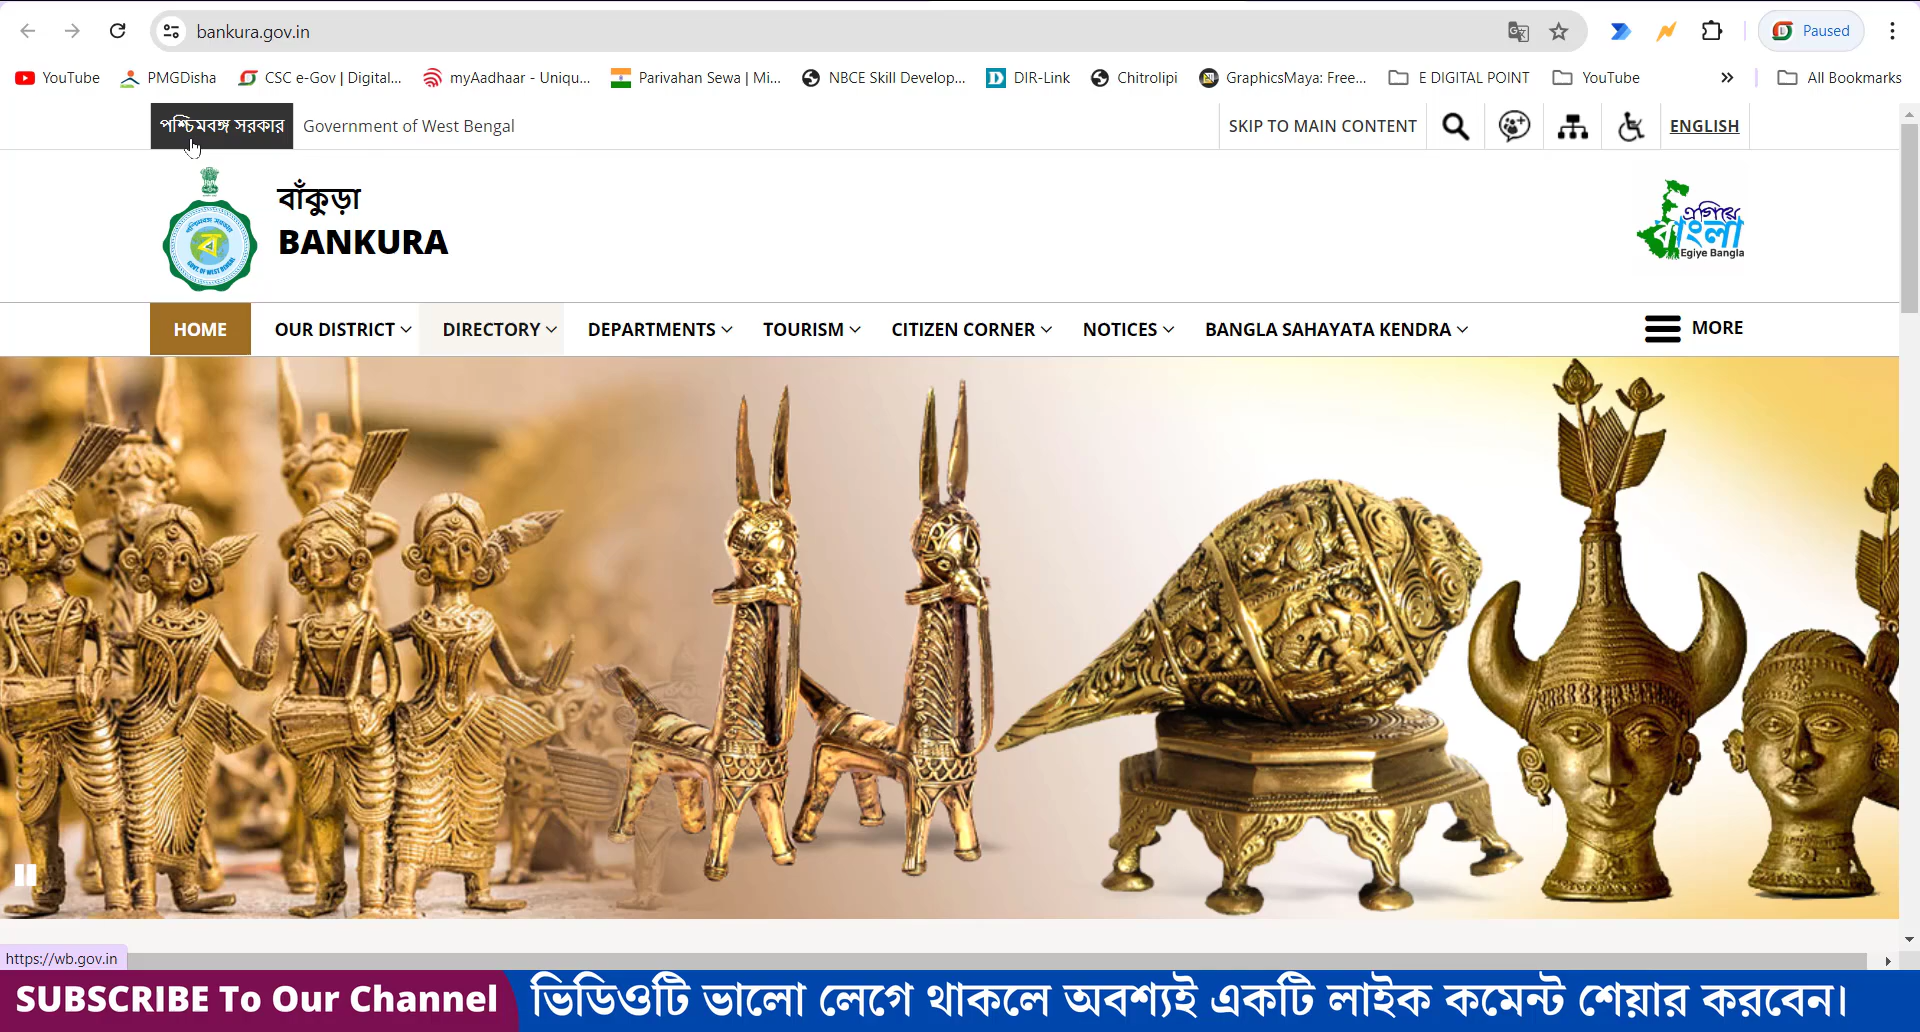 bankura.gov.in
Paused
YouTube
PMGDisha
CSC e-Gov | Digital...
myAadhaar - Uniqu...
Parivahan Sewa | Mi...
NBCE Skill Develop...
DIR-Link
Chitrolipi
GraphicsMaya: Free...
E DIGITAL POINT
YouTube
All Bookmarks
পশ্চিমবঙ্গ সরকার
Government of West Bengal
SKIP TO MAIN CONTENT
ENGLISH
বাঁকুড়া
BANKURA
এগিয়ে
বাংলা
Egiye Bangla
HOME
OUR DISTRICT
DIRECTORY
DEPARTMENTS
TOURISM
CITIZEN CORNER
NOTICES
BANGLA SAHAYATA KENDRA
MORE
https://wb.gov.in
SUBSCRIBE To Our Channel
ভিডিওটি ভালো লেগে থাকলে অবশ্যই একটি লাইক কমেন্ট শেয়ার করবেন।